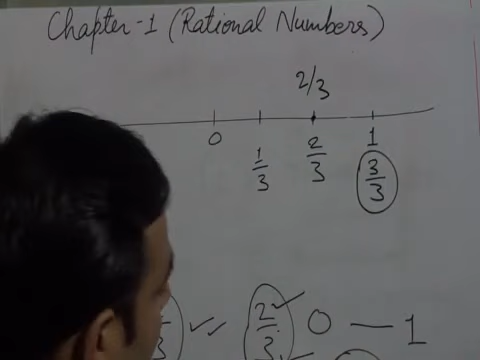 Chapter-1 (Rational Numbers)
2/3
0 1/3 2/3 1
3/3
2/3 0 — 1